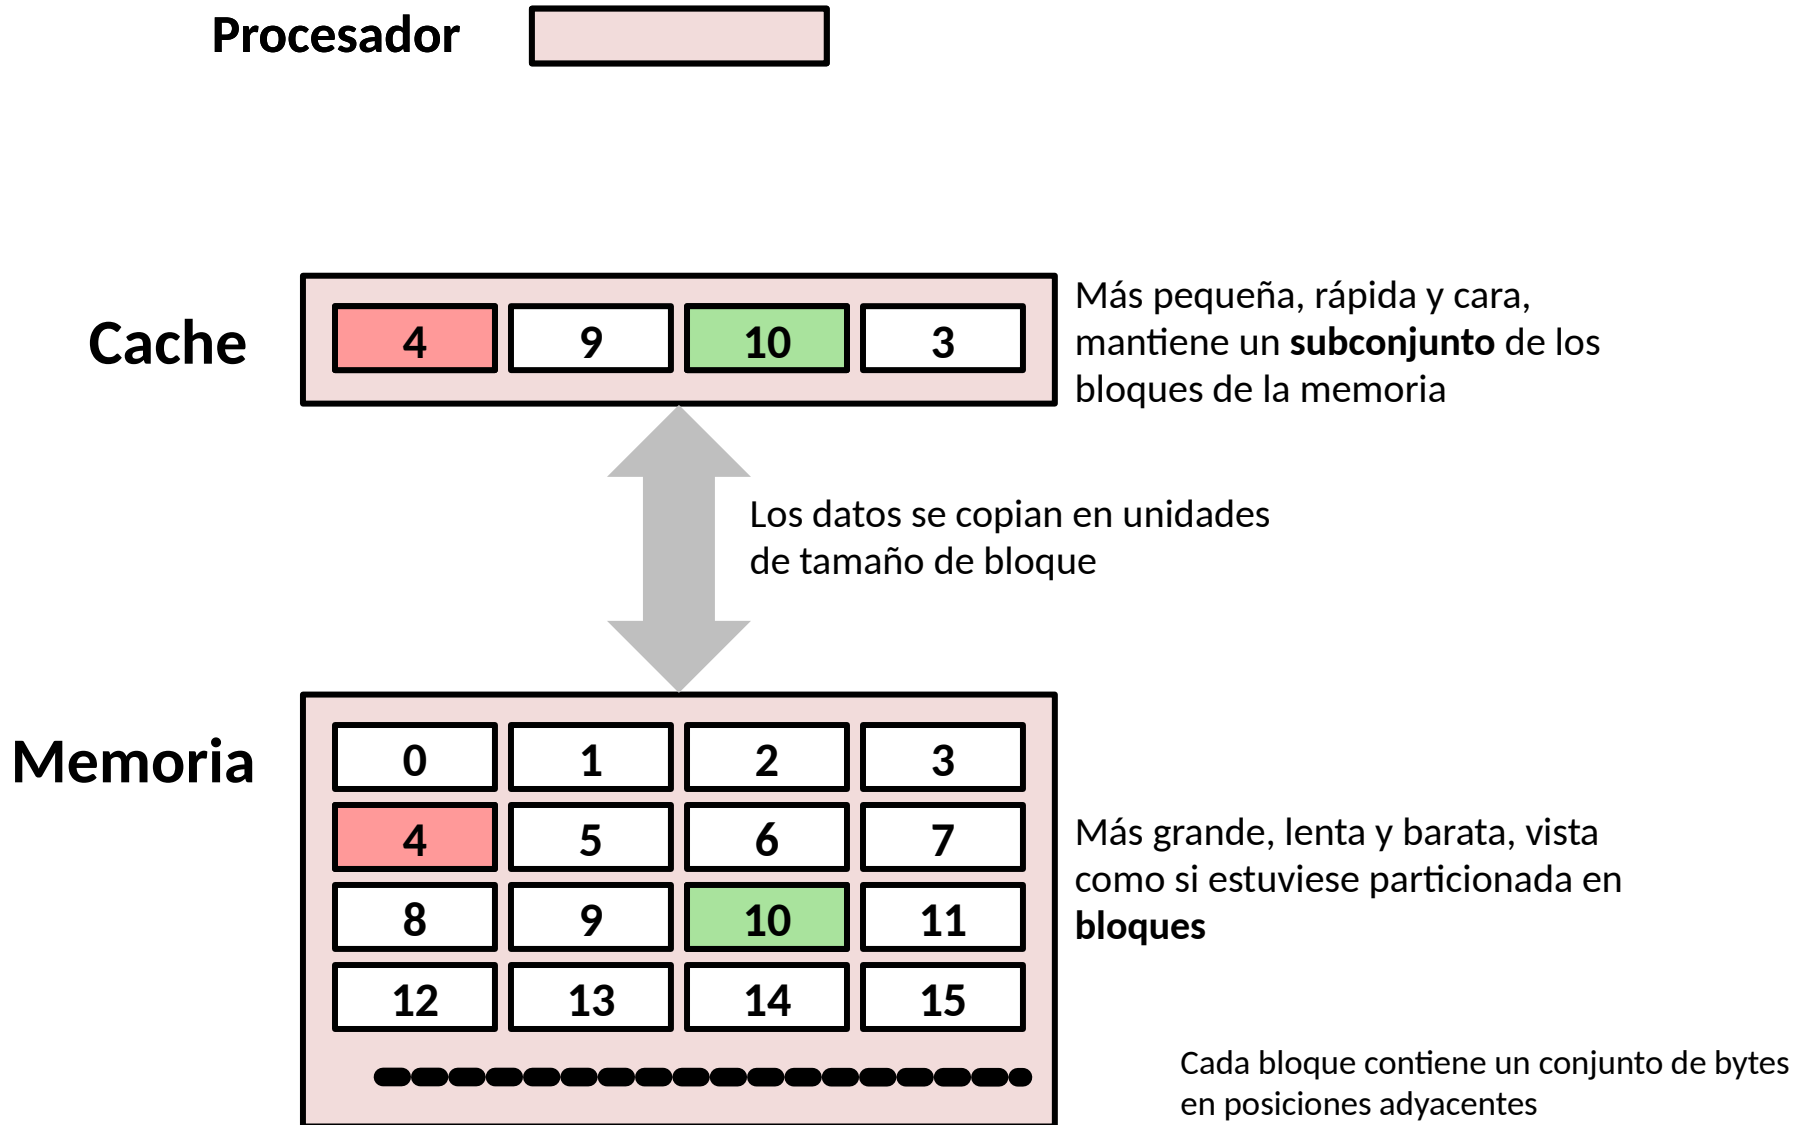 Procesador
Cache
4 9 10 3
Más pequeña, rápida y cara,
mantiene un subconjunto de los
bloques de la memoria
Los datos se copian en unidades
de tamaño de bloque
Memoria
0 1 2 3
4 5 6 7
8 9 10 11
12 13 14 15
Más grande, lenta y barata, vista
como si estuviese particionada en
bloques
Cada bloque contiene un conjunto de bytes
en posiciones adyacentes